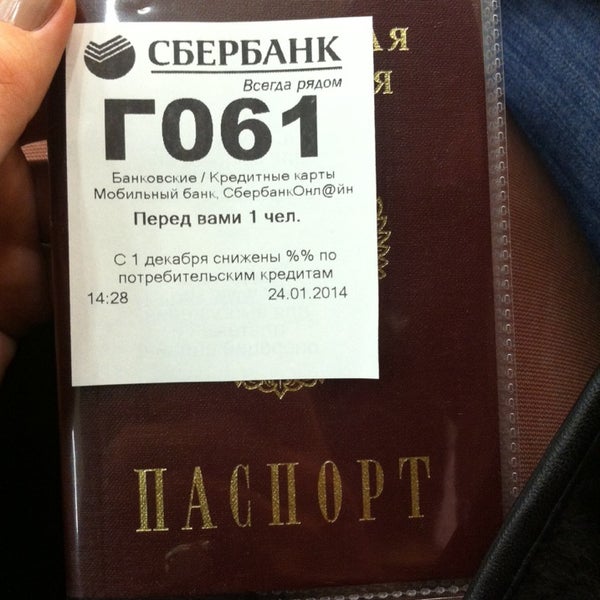 СБЕРБАНК
Всегда рядом
Г061
Банковские / Кредитные карты
Мобильный банк, СбербанкОнл@йн
Перед вами 1 чел.
С 1 декабря снижены %% по
потребительским кредитам
14:28 24.01.2014
АЯ
Я
ПАСПОРТ